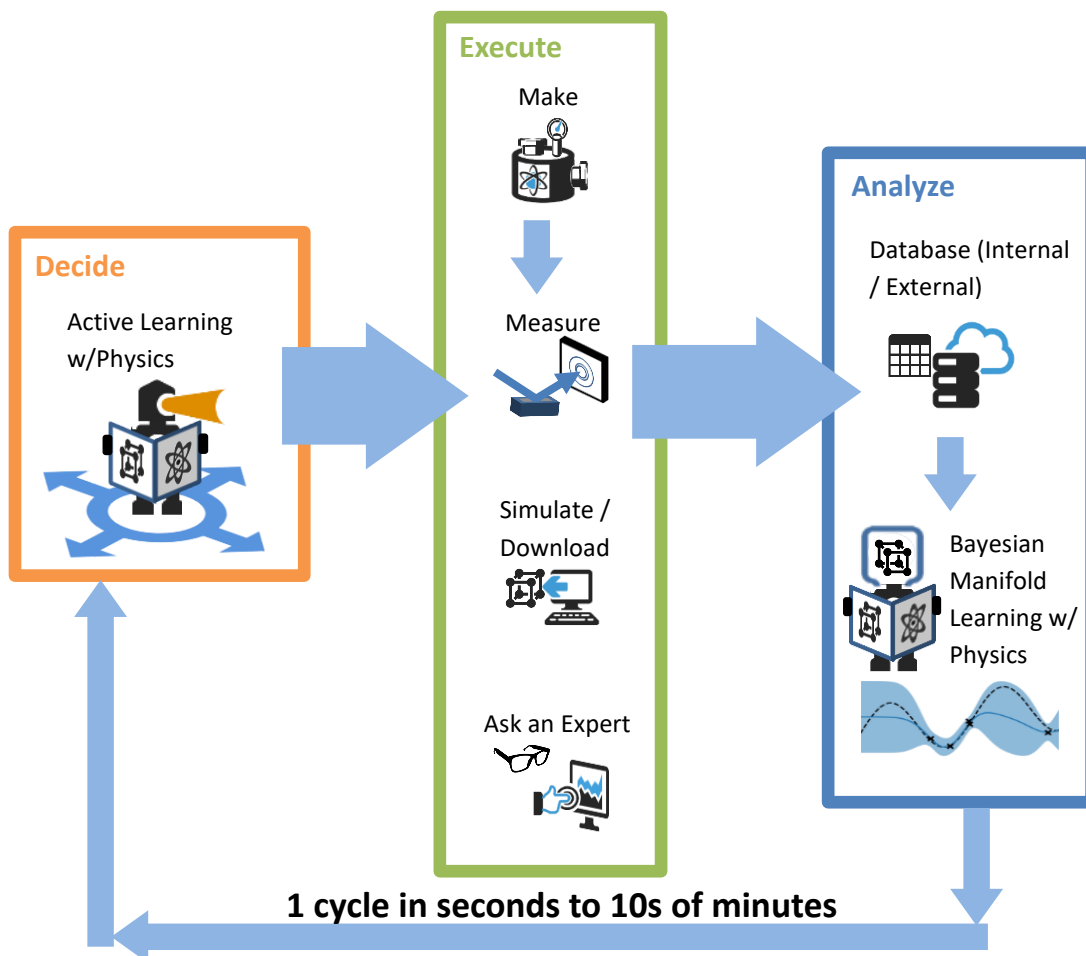 Decide
Active Learning
w/Physics
Execute
Make
Measure
Simulate /
Download
Ask an Expert
Analyze
Database (Internal
/ External)
Bayesian
Manifold
Learning w/
Physics
1 cycle in seconds to 10s of minutes